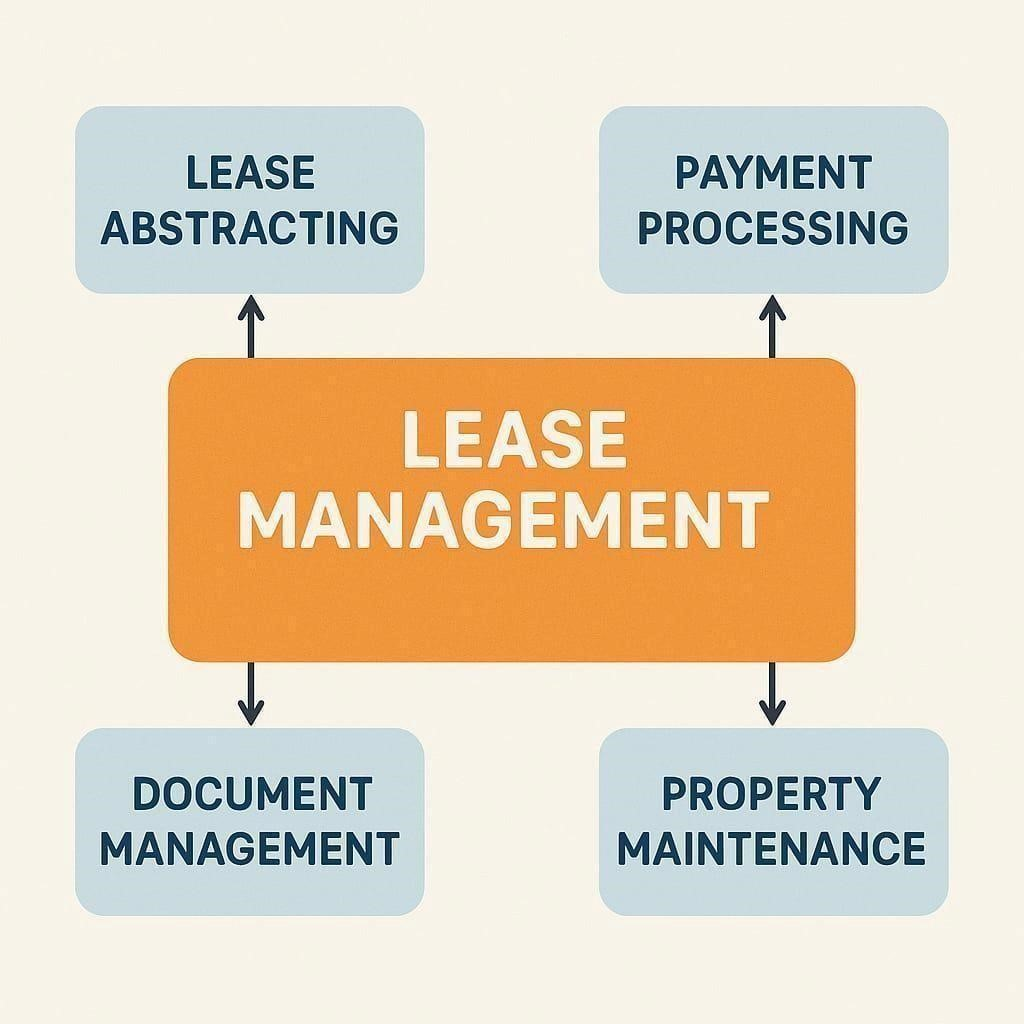 LEASE
ABSTRACTING
PAYMENT
PROCESSING
LEASE
MANAGEMENT
DOCUMENT
MANAGEMENT
PROPERTY
MAINTENANCE